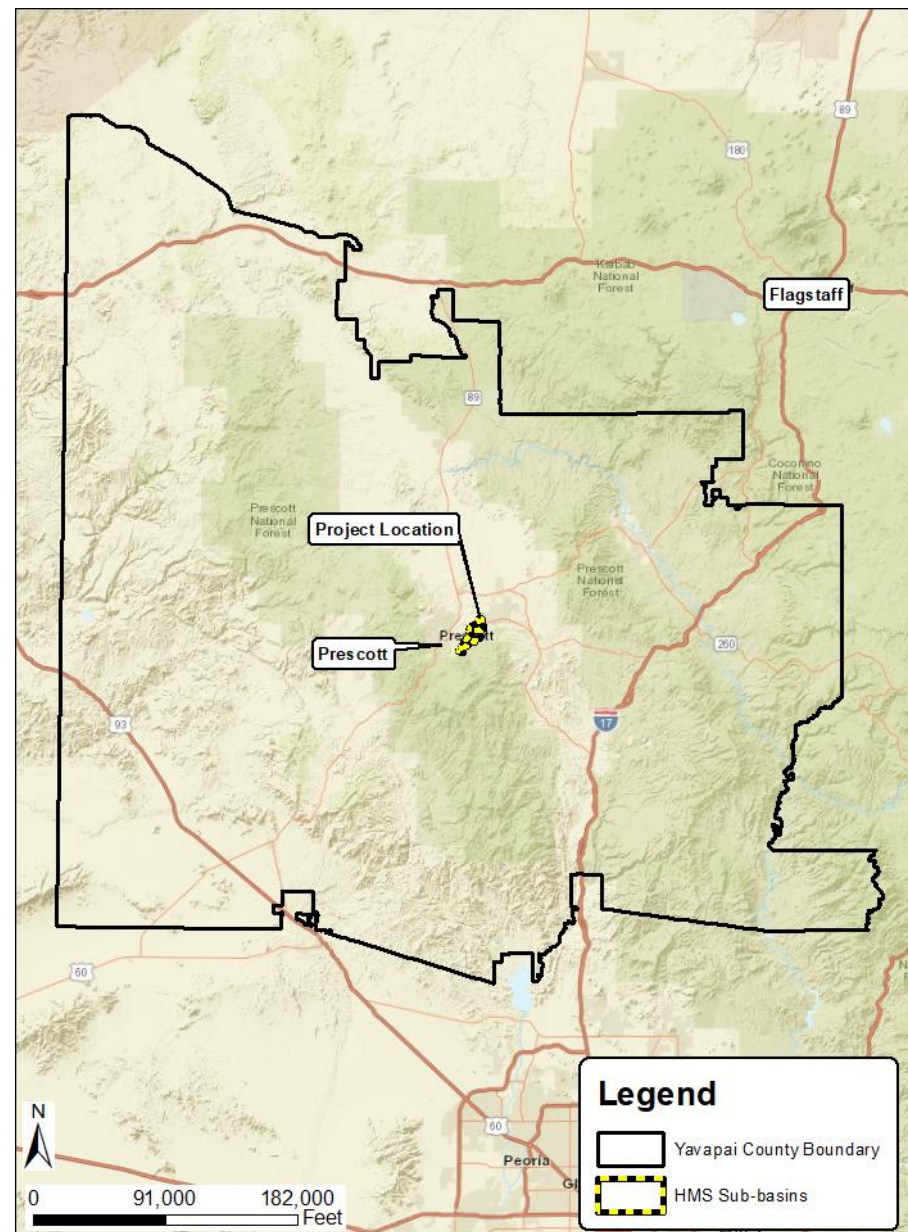 89
180
Kaibab
National
Forest
Flagstaff
89
Coconino
National
Forest
Prescott
National
Forest
Project Location
Prescott
National
Forest
Prescott
Prescott
260
17
93
60
60
Peoria
Legend
Yavapai County Boundary
HMS Sub-basins
N
0 91,000 182,000
Feet